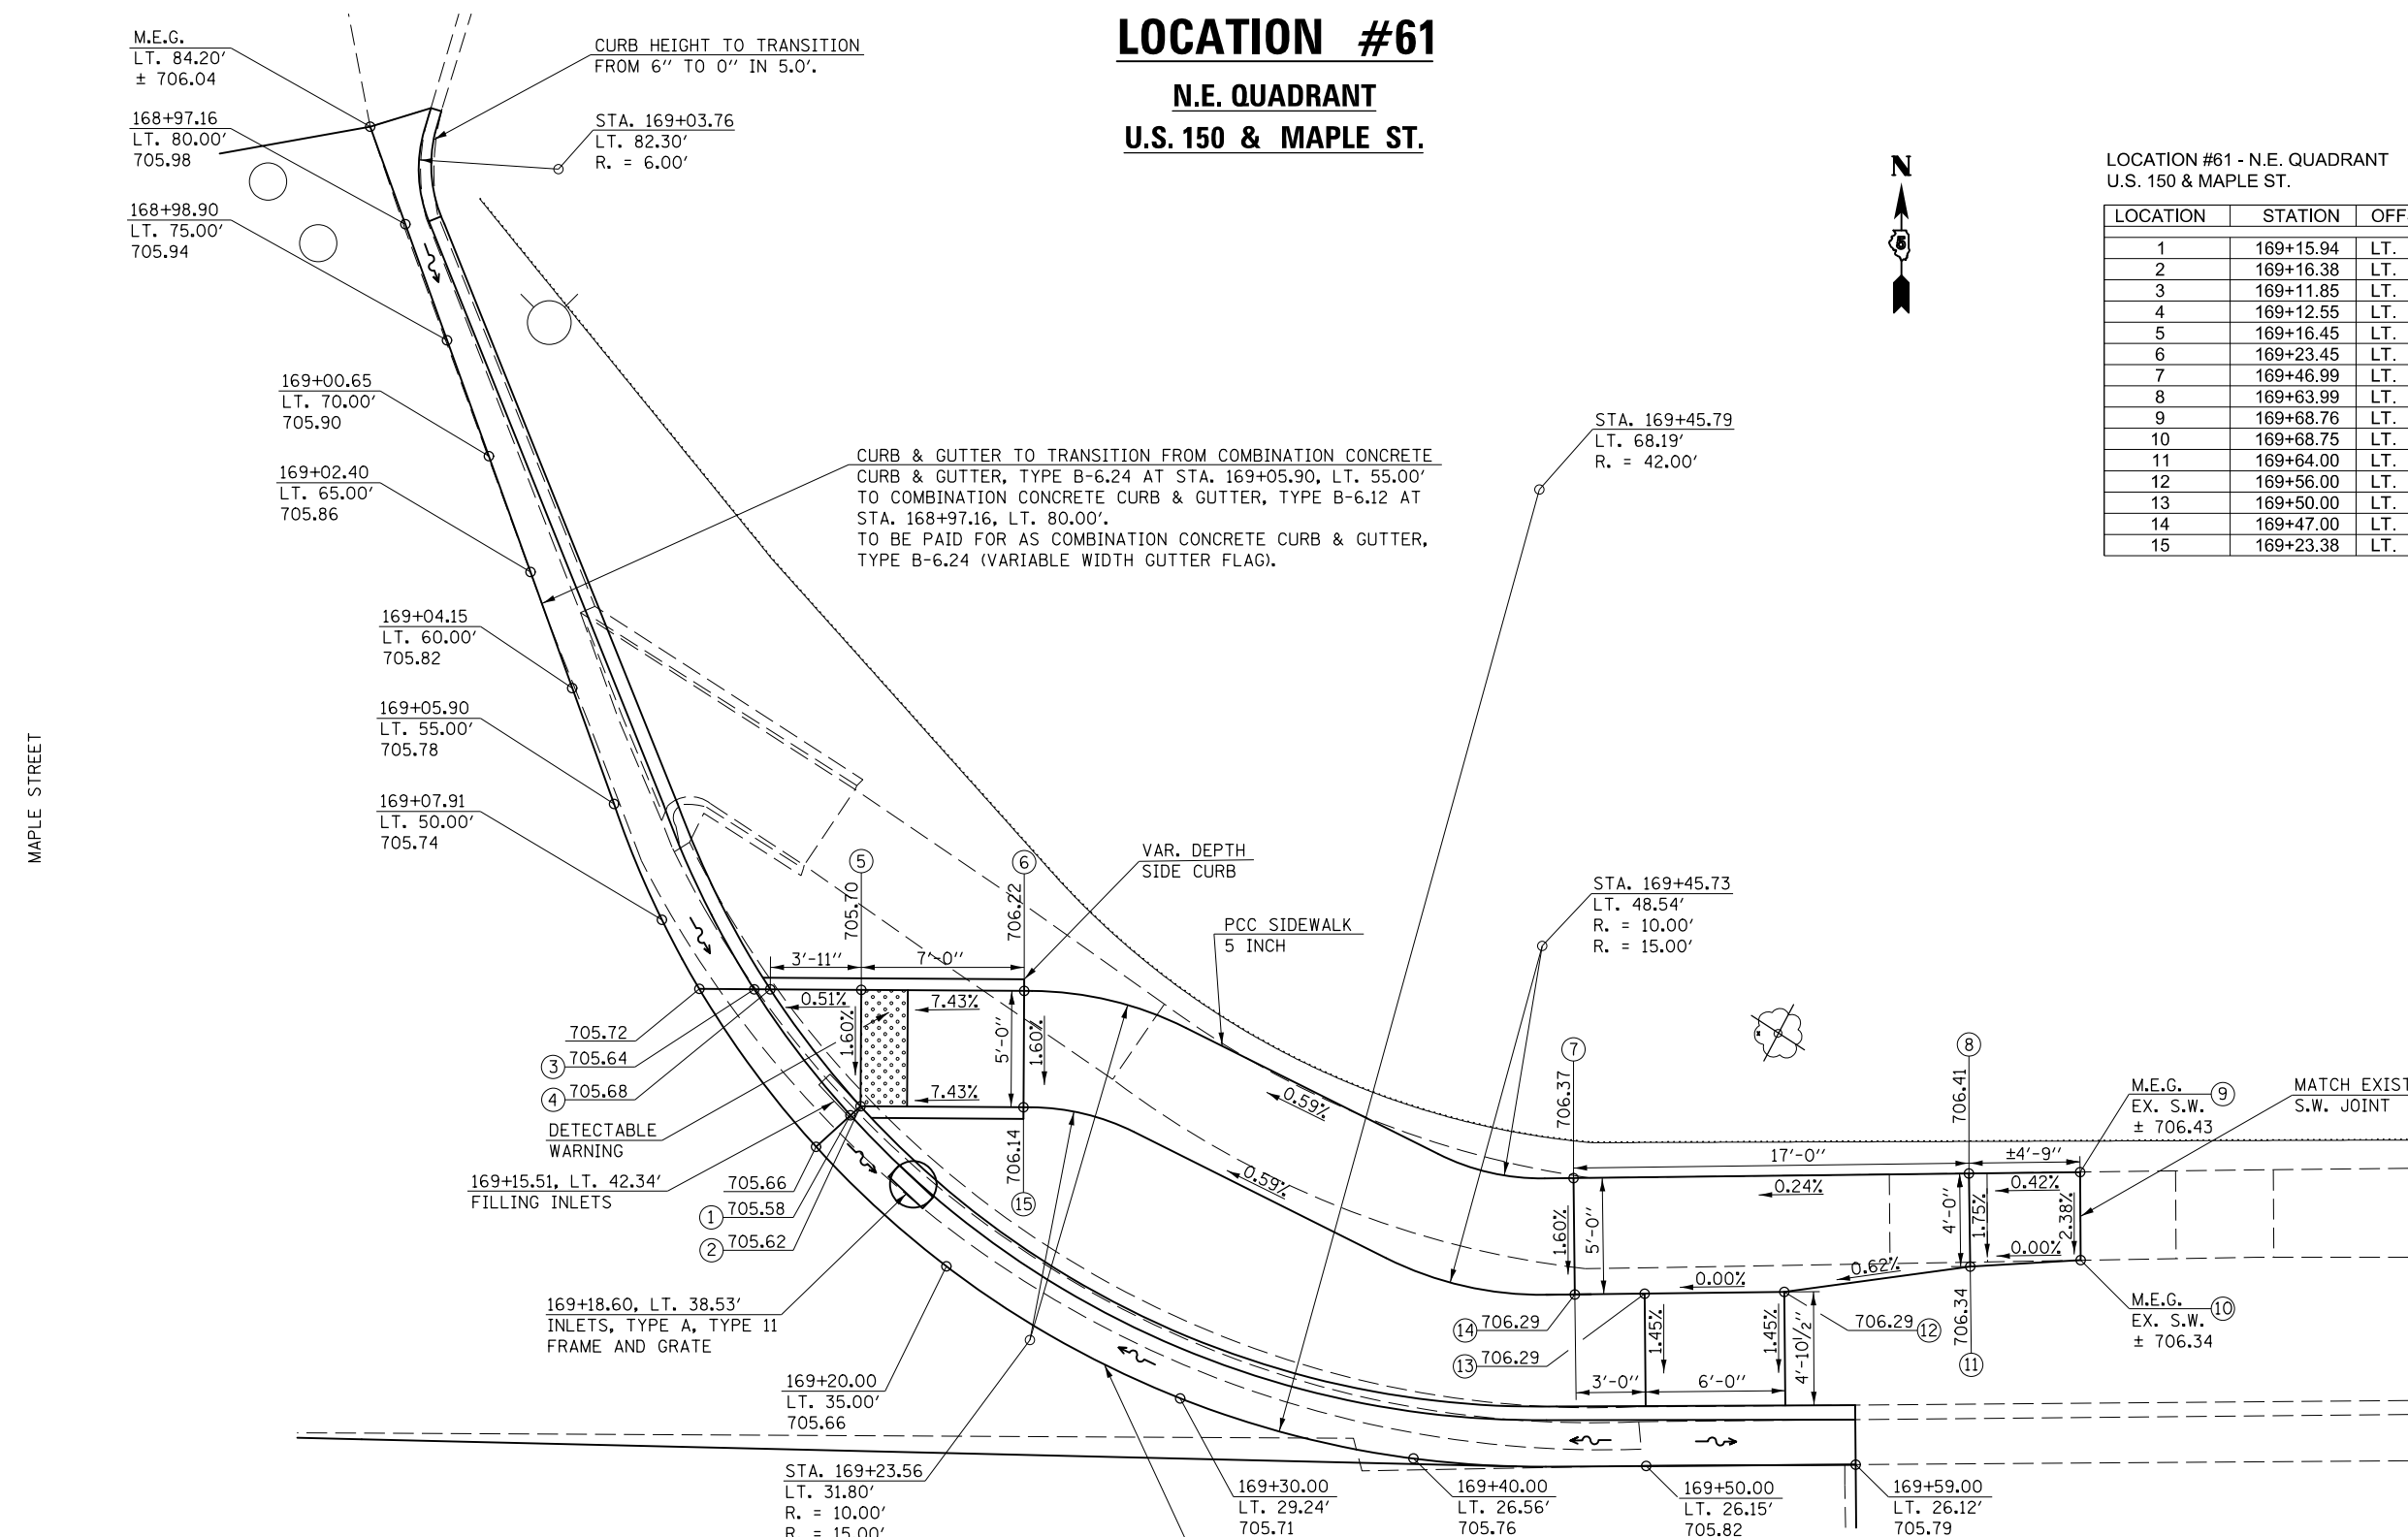 LOCATION #61
N.E. QUADRANT
U.S. 150 & MAPLE ST.
M.E.G.
LT. 84.20'
± 706.04
168+97.16
LT. 80.00'
705.98
168+98.90
LT. 75.00'
705.94
169+00.65
LT. 70.00'
705.90
169+02.40
LT. 65.00'
705.86
169+04.15
LT. 60.00'
705.82
169+05.90
LT. 55.00'
705.78
169+07.91
LT. 50.00'
705.74
MAPLE STREET
CURB HEIGHT TO TRANSITION
FROM 6" TO 0" IN 5.0'.
STA. 169+03.76
LT. 82.30'
R. = 6.00'
CURB & GUTTER TO TRANSITION FROM COMBINATION CONCRETE
CURB & GUTTER, TYPE B-6.24 AT STA. 169+05.90, LT. 55.00'
TO COMBINATION CONCRETE CURB & GUTTER, TYPE B-6.12 AT
STA. 168+97.16, LT. 80.00'.
TO BE PAID FOR AS COMBINATION CONCRETE CURB & GUTTER,
TYPE B-6.24 (VARIABLE WIDTH GUTTER FLAG).
STA. 169+45.79
LT. 68.19'
R. = 42.00'
N
5
LOCATION #61 - N.E. QUADRANT
U.S. 150 & MAPLE ST.
LOCATION STATION OFF
1 169+15.94 LT.
2 169+16.38 LT.
3 169+11.85 LT.
4 169+12.55 LT.
5 169+16.45 LT.
6 169+23.45 LT.
7 169+46.99 LT.
8 169+63.99 LT.
9 169+68.76 LT.
10 169+68.75 LT.
11 169+64.00 LT.
12 169+56.00 LT.
13 169+50.00 LT.
14 169+47.00 LT.
15 169+23.38 LT.
5
705.70
6
706.22
VAR. DEPTH
SIDE CURB
PCC SIDEWALK
5 INCH
STA. 169+45.73
LT. 48.54'
R. = 10.00'
R. = 15.00'
3'-11"
7'-0"
0.51%
7.43%
1.60%
5'-0"
1.60%
7.43%
705.72
3 705.64
4 705.68
DETECTABLE
WARNING
169+15.51, LT. 42.34'
FILLING INLETS
705.66
1 705.58
2 705.62
706.14
15
0.59%
0.59%
7
706.37
8
706.41
M.E.G.
EX. S.W.
± 706.43
9
MATCH EXIST
S.W. JOINT
17'-0"
±4'-9"
0.24%
0.42%
1.60%
5'-0"
4'-0"
1.75%
2.38%
0.00%
0.62%
0.00%
14 706.29
13 706.29
1.45%
1.45%
4'-10 1/2"
706.29 12
706.34
11
M.E.G.
EX. S.W.
± 706.34
10
3'-0"
6'-0"
169+18.60, LT. 38.53'
INLETS, TYPE A, TYPE 11
FRAME AND GRATE
169+20.00
LT. 35.00'
705.66
STA. 169+23.56
LT. 31.80'
R. = 10.00'
R. = 15.00'
169+30.00
LT. 29.24'
705.71
169+40.00
LT. 26.56'
705.76
169+50.00
LT. 26.15'
705.82
169+59.00
LT. 26.12'
705.79